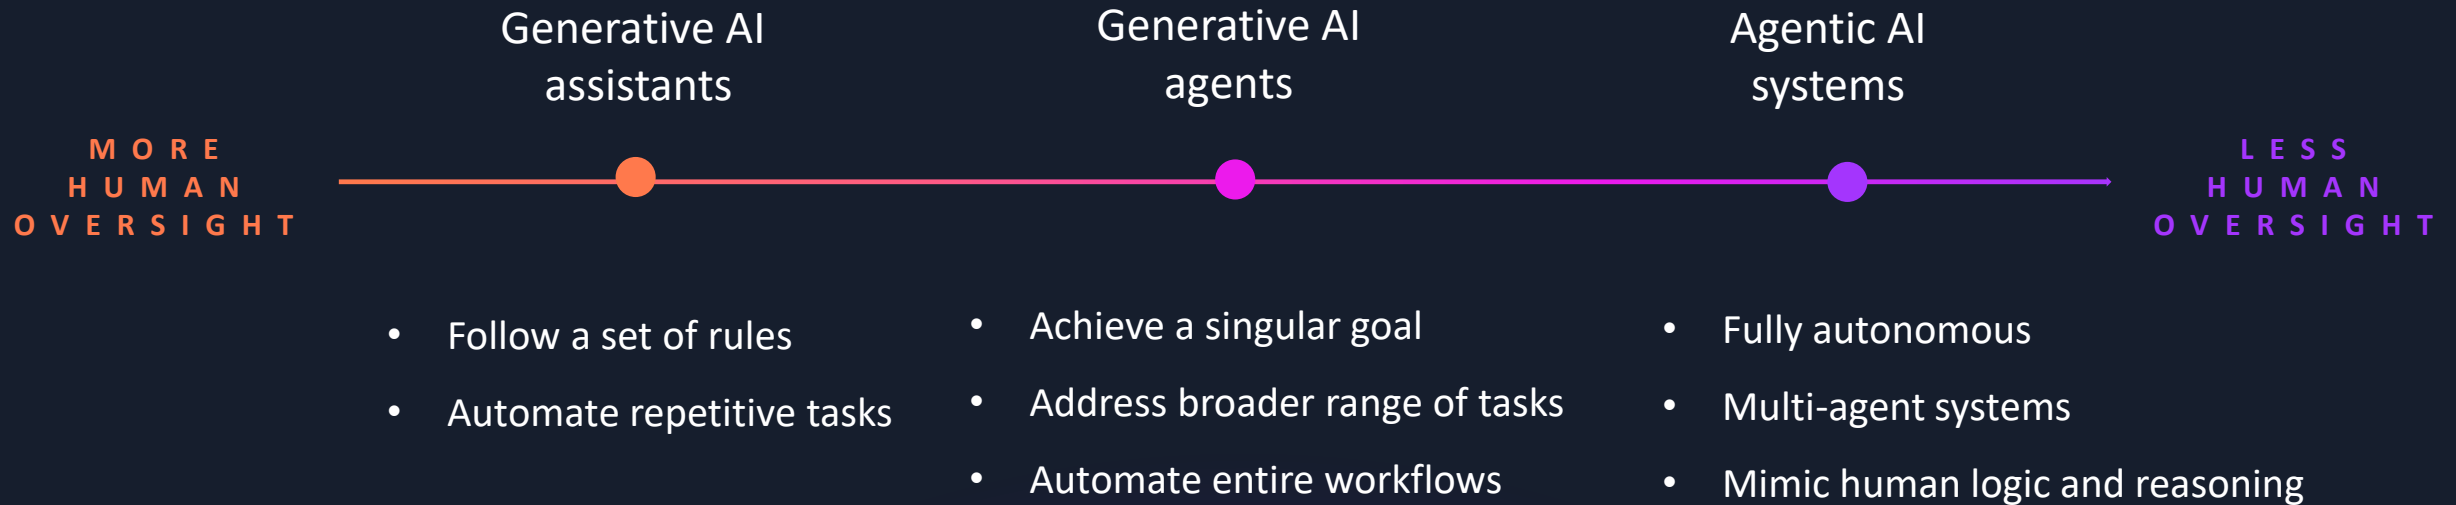 Generative AI
assistants
Generative AI
agents
Agentic AI
systems
MORE
HUMAN
OVERSIGHT
LESS
HUMAN
OVERSIGHT
• Follow a set of rules
• Automate repetitive tasks
• Achieve a singular goal
• Address broader range of tasks
• Automate entire workflows
• Fully autonomous
• Multi-agent systems
• Mimic human logic and reasoning